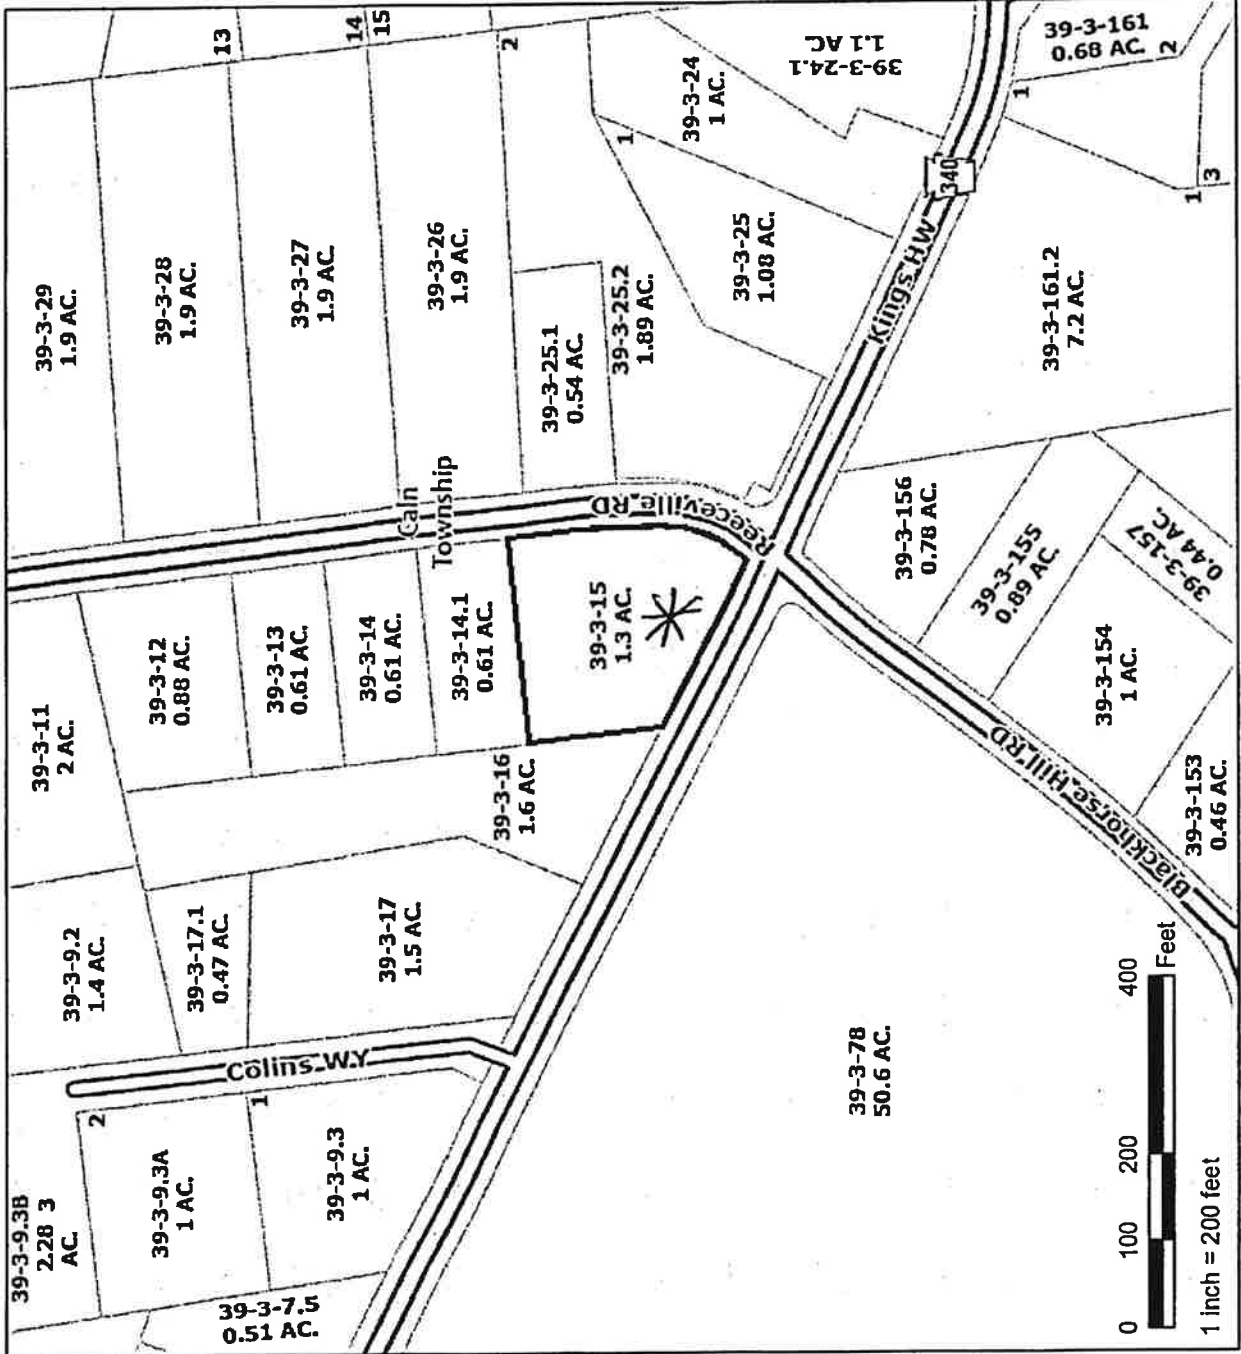 13
14
15
2
39-3-24.1
1.1 AC.
39-3-161
0.68 AC.
2
39-3-29
1.9 AC.
39-3-28
1.9 AC.
39-3-27
1.9 AC.
39-3-26
1.9 AC.
39-3-24
1 AC.
1
1
340
1
3
39-3-25
1.08 AC.
39-3-25.1
0.54 AC.
39-3-25.2
1.89 AC.
Kings HW
39-3-161.2
7.2 AC.
Caln
Township
Reeceville RD
39-3-156
0.78 AC.
39-3-155
0.89 AC.
39-3-157
0.44 AC.
39-3-11
2 AC.
39-3-12
0.88 AC.
39-3-13
0.61 AC.
39-3-14
0.61 AC.
39-3-14.1
0.61 AC.
39-3-15
1.3 AC.
39-3-154
1 AC.
39-3-16
1.6 AC.
Blackhorse Hill RD
39-3-153
0.46 AC.
39-3-9.2
1.4 AC.
39-3-17.1
0.47 AC.
39-3-17
1.5 AC.
Colins WY
39-3-78
50.6 AC.
39-3-9.3B
2.28 3
AC.
2
39-3-9.3A
1 AC.
1
39-3-9.3
1 AC.
39-3-7.5
0.51 AC.
0 100 200 400
Feet
1 inch = 200 feet